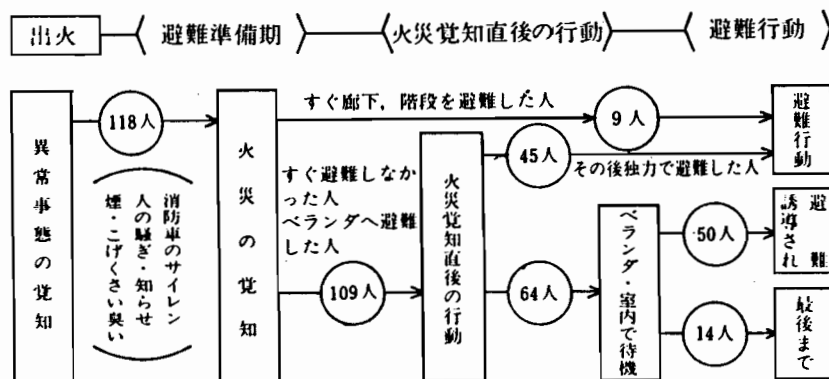 出火
避難準備期
火災覚知直後の行動
避難行動
異常事態の覚知
118人
消防車のサイレン
人の騒ぎ・知らせ
煙・こげくさい臭い
火災の覚知
すぐ廊下，階段を避難した人
9人
避難行動
すぐ避難しなか
った人
ベランダへ避難
した人
109人
火災覚知直後の行動
45人
その後独力で避難した人
64人
ベランダ・室内で待機
50人
誘導され
避難
14人
最後まで